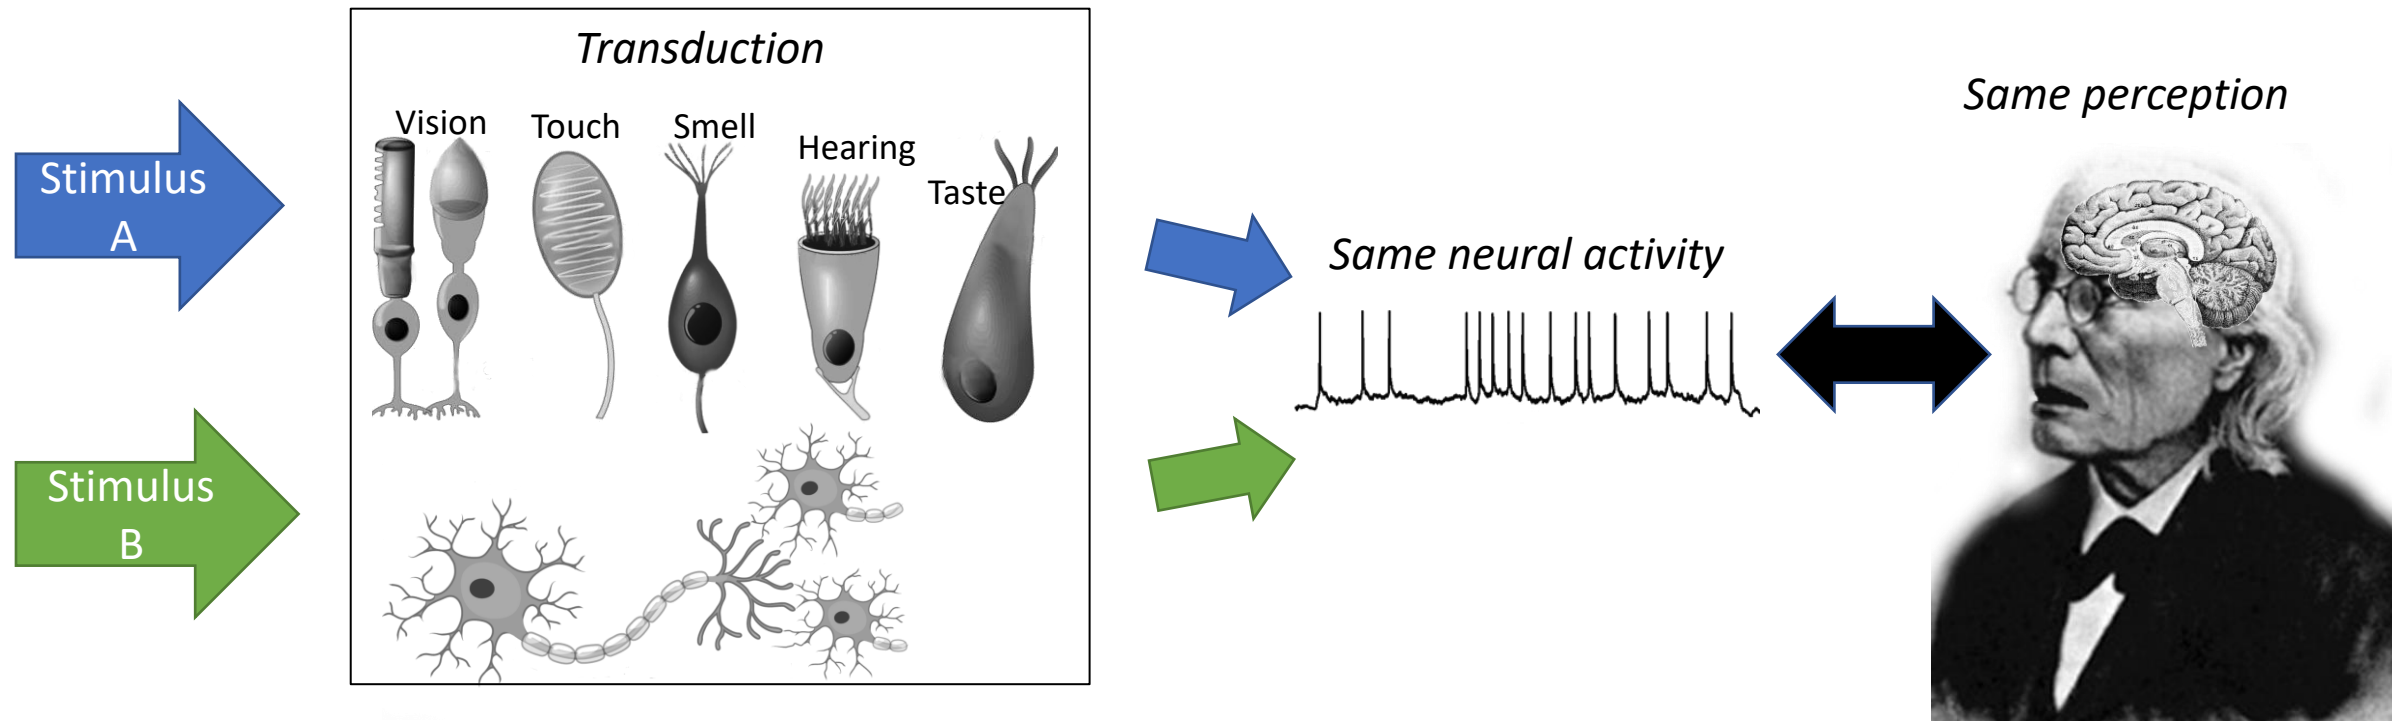 Transduction
Same perception
Vision
Touch
Smell
Hearing
Taste
Stimulus
A
Same neural activity
Stimulus
B